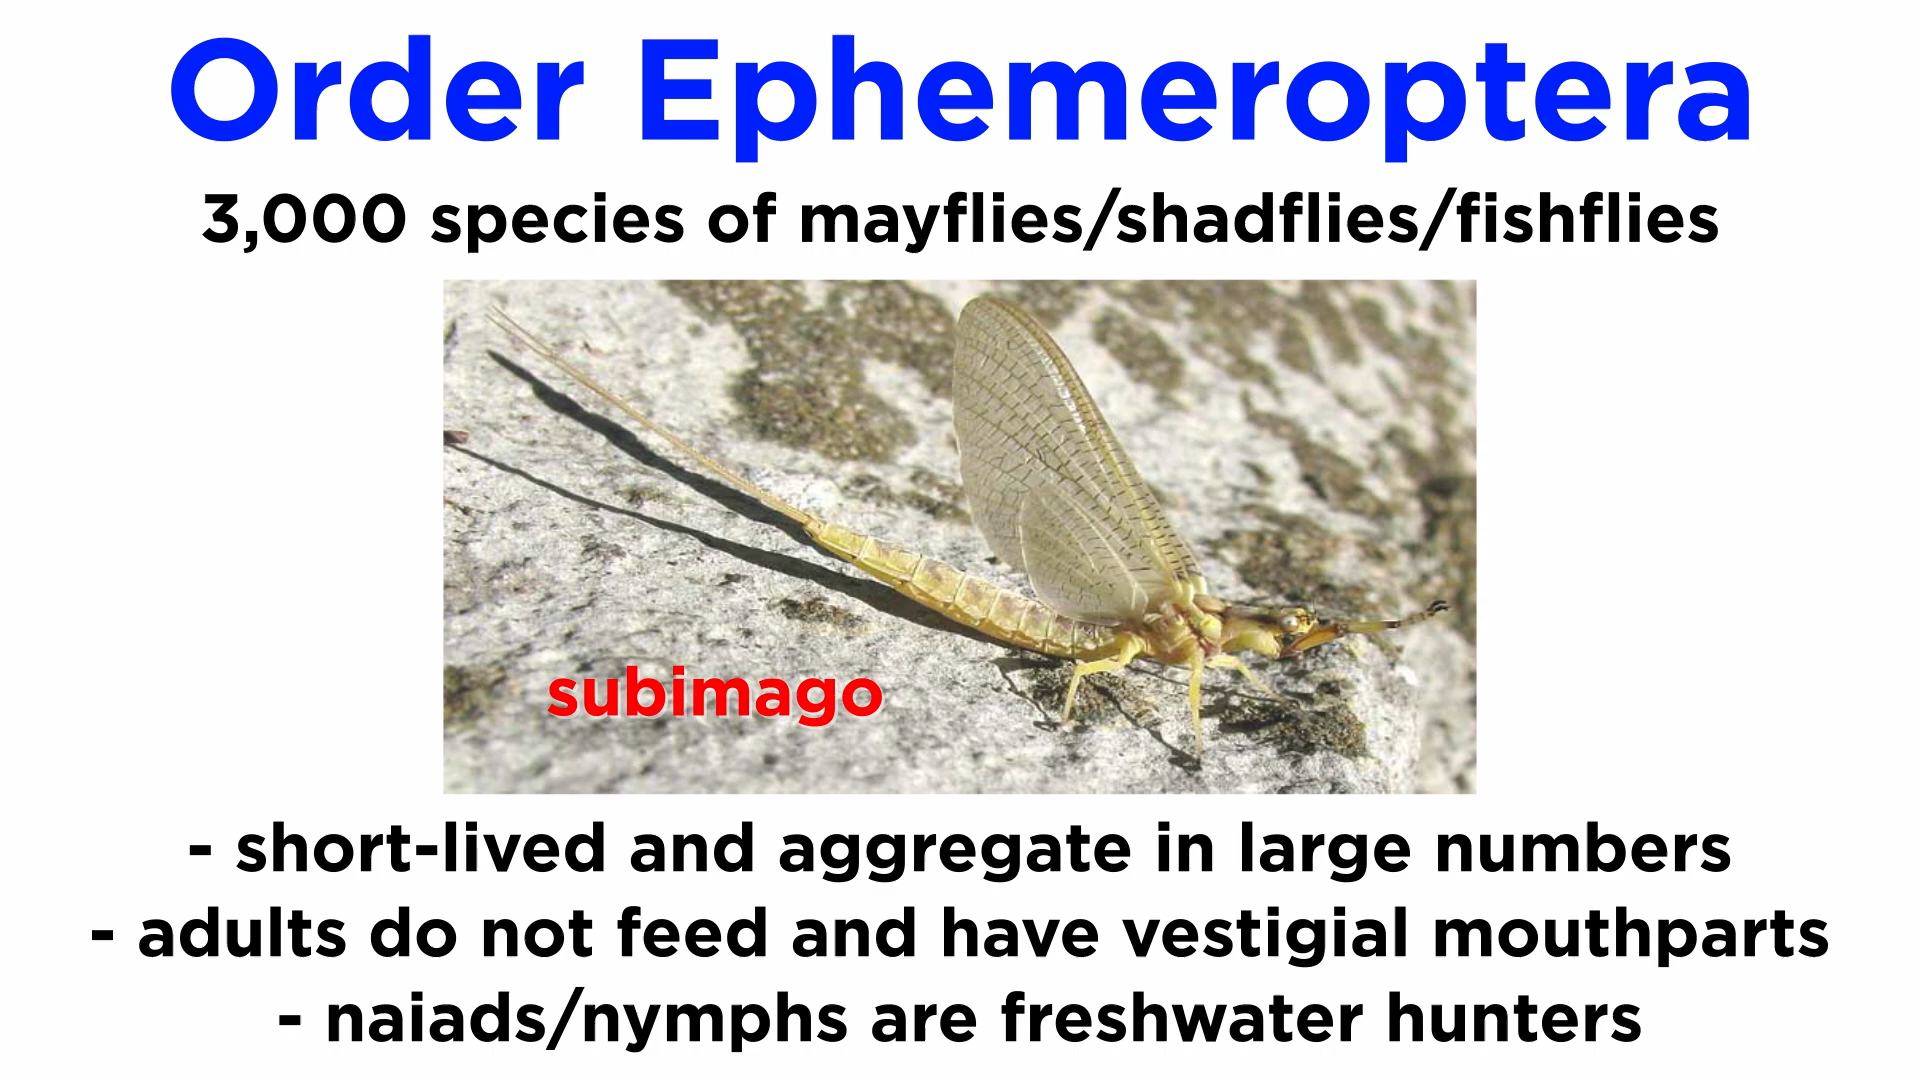 Order Ephemeroptera
3,000 species of mayflies/shadflies/fishflies
subimago
- short-lived and aggregate in large numbers
- adults do not feed and have vestigial mouthparts
- naiads/nymphs are freshwater hunters